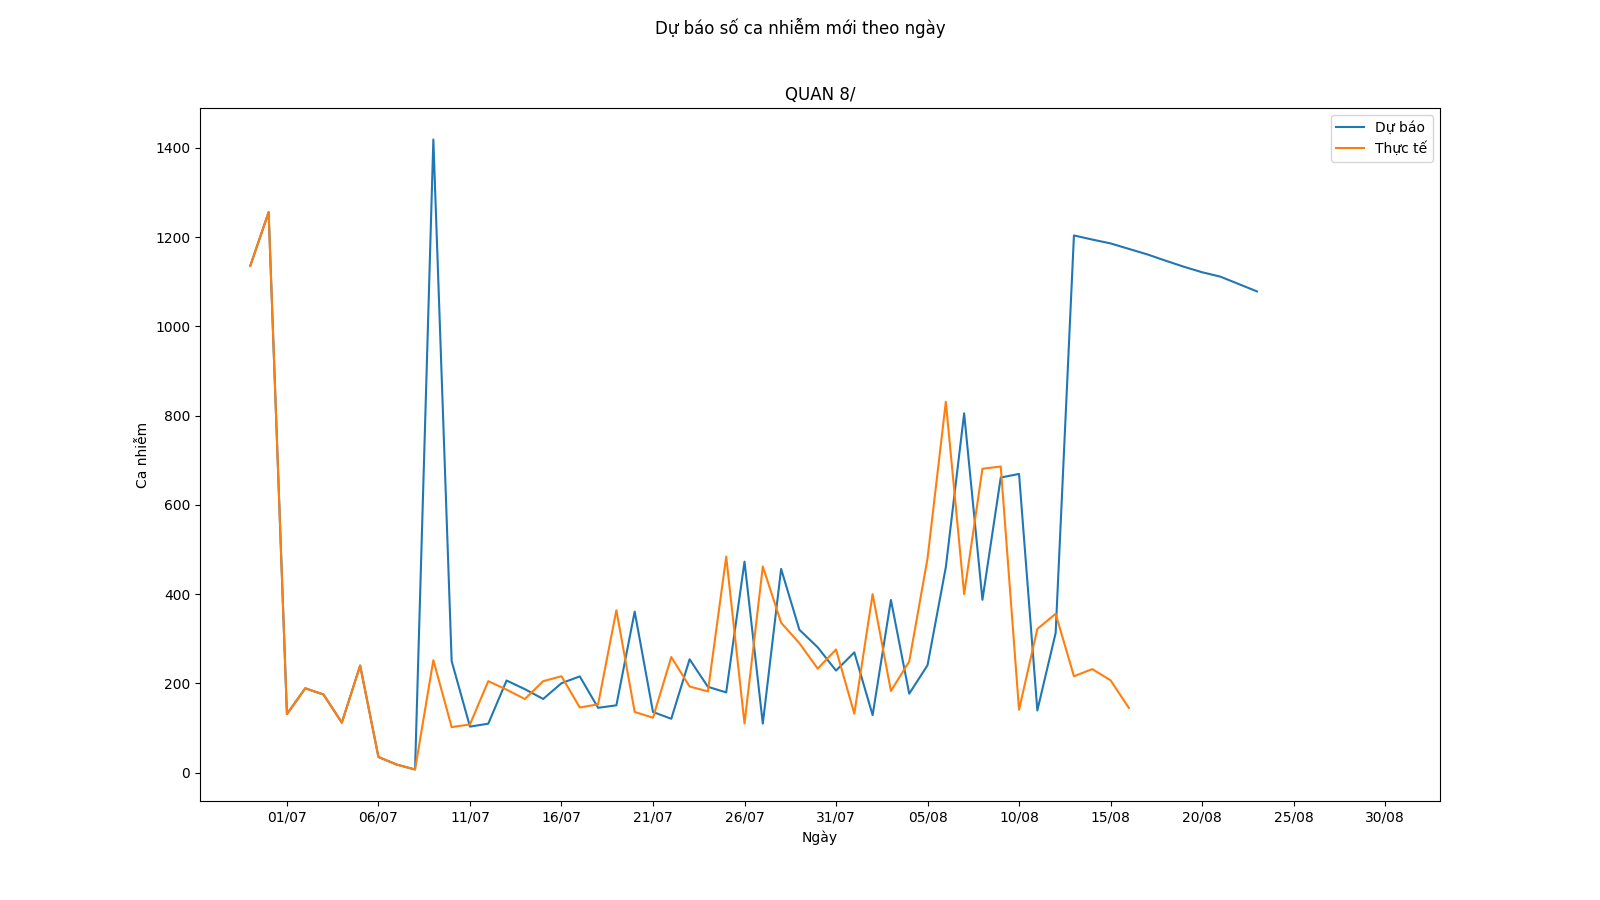 Dự báo số ca nhiễm mới theo ngày
QUAN 8/
Dự báo
Thực tế
1400
1200
1000
800
600
400
200
0
Ca nhiễm
01/07 06/07 11/07 16/07 21/07 26/07 31/07 05/08 10/08 15/08 20/08 25/08 30/08
Ngày